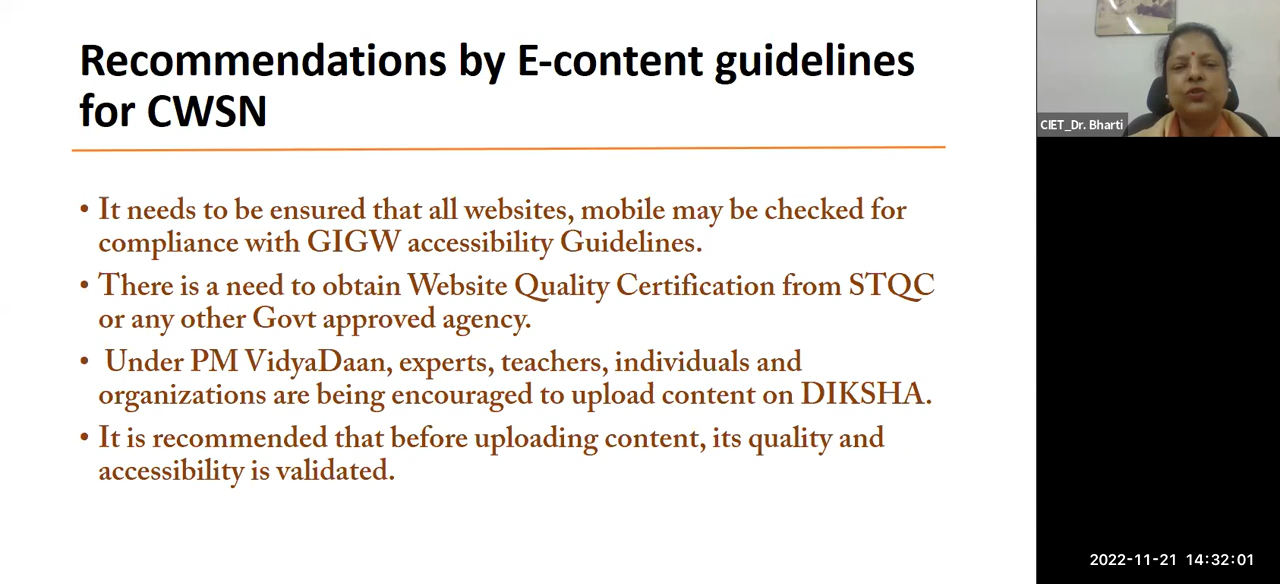 Recommendations by E-content guidelines
for CWSN
• It needs to be ensured that all websites, mobile may be checked for
compliance with GIGW accessibility Guidelines.
• There is a need to obtain Website Quality Certification from STQC
or any other Govt approved agency.
• Under PM VidyaDaan, experts, teachers, individuals and
organizations are being encouraged to upload content on DIKSHA.
• It is recommended that before uploading content, its quality and
accessibility is validated.
CIET_Dr. Bharti
2022-11-21 14:32:01